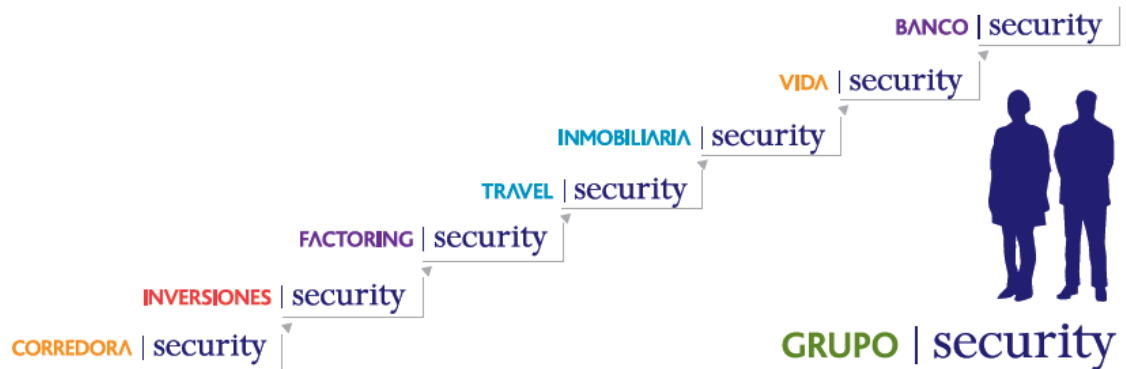 BANCO | security
VIDA | security
INMOBILIARIA | security
TRAVEL | security
FACTORING | security
INVERSIONES | security
CORREDORA | security
GRUPO | security